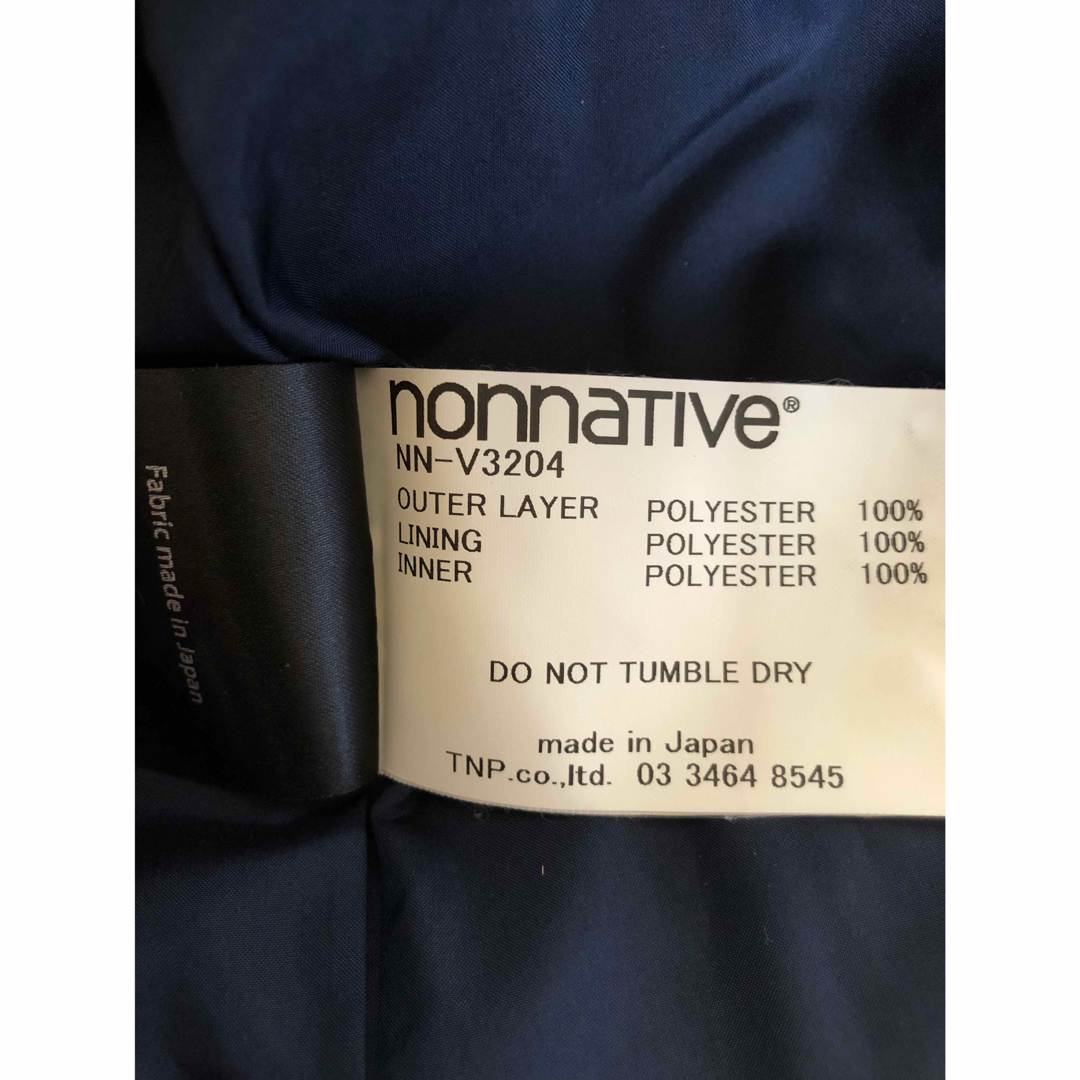 nonnative®
NN-V3204
OUTER LAYER POLYESTER 100%
LINING POLYESTER 100%
INNER POLYESTER 100%
DO NOT TUMBLE DRY
made in Japan
TNP.co.,ltd. 03 3464 8545
Fabric made in Japan